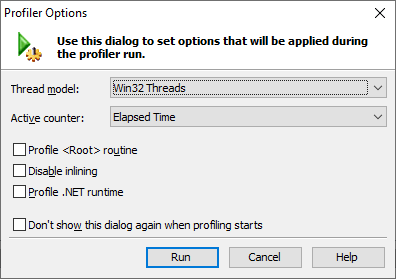 Profiler Options
Use this dialog to set options that will be applied during
the profiler run.
Thread model: Win32 Threads
Active counter: Elapsed Time
Profile <Root> routine
Disable inlining
Profile .NET runtime
Don't show this dialog again when profiling starts
Run Cancel Help